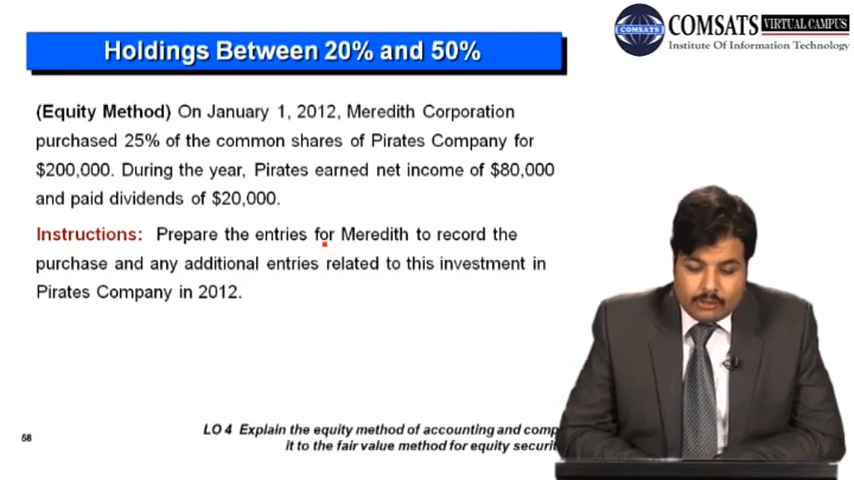 COMSATS VIRTUAL CAMPUS
Institute Of Information Technology
COMSATS
Holdings Between 20% and 50%
(Equity Method) On January 1, 2012, Meredith Corporation
purchased 25% of the common shares of Pirates Company for
$200,000. During the year, Pirates earned net income of $80,000
and paid dividends of $20,000.
Instructions: Prepare the entries for Meredith to record the
purchase and any additional entries related to this investment in
Pirates Company in 2012.
58
LO 4 Explain the equity method of accounting and comp
it to the fair value method for equity securit